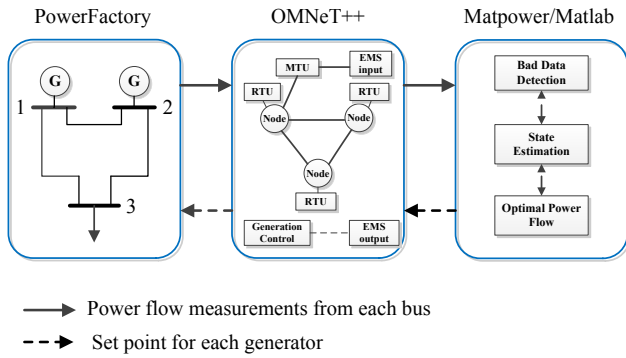 PowerFactory
OMNeT++
Matpower/Matlab
G
G
1
2
3
MTU
EMS
input
RTU
RTU
Node
Node
Node
RTU
Generation
Control
EMS
output
Bad Data
Detection
State
Estimation
Optimal Power
Flow
Power flow measurements from each bus
Set point for each generator